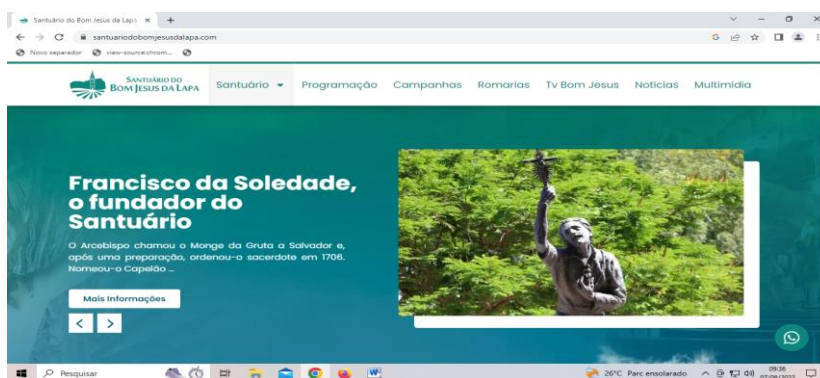 Santuário do Bom Jesus da Lapa
santuariodobomjesusdalapa.com
Novo separador view-source:chrom...
SANTUÁRIO DO
BOM JESUS DA LAPA
Santuário Programação Campanhas Romarias Tv Bom Jesus Notícias Multimídia
Francisco da Soledade,
o fundador do
Santuário
O Arcebispo chamou o Monge da Gruta a Salvador e,
após uma preparação, ordenou-o sacerdote em 1706.
Nomeou-o Capelão ...
Mais Informações
Pesquisar
26°C Parc ensolarado
09:36